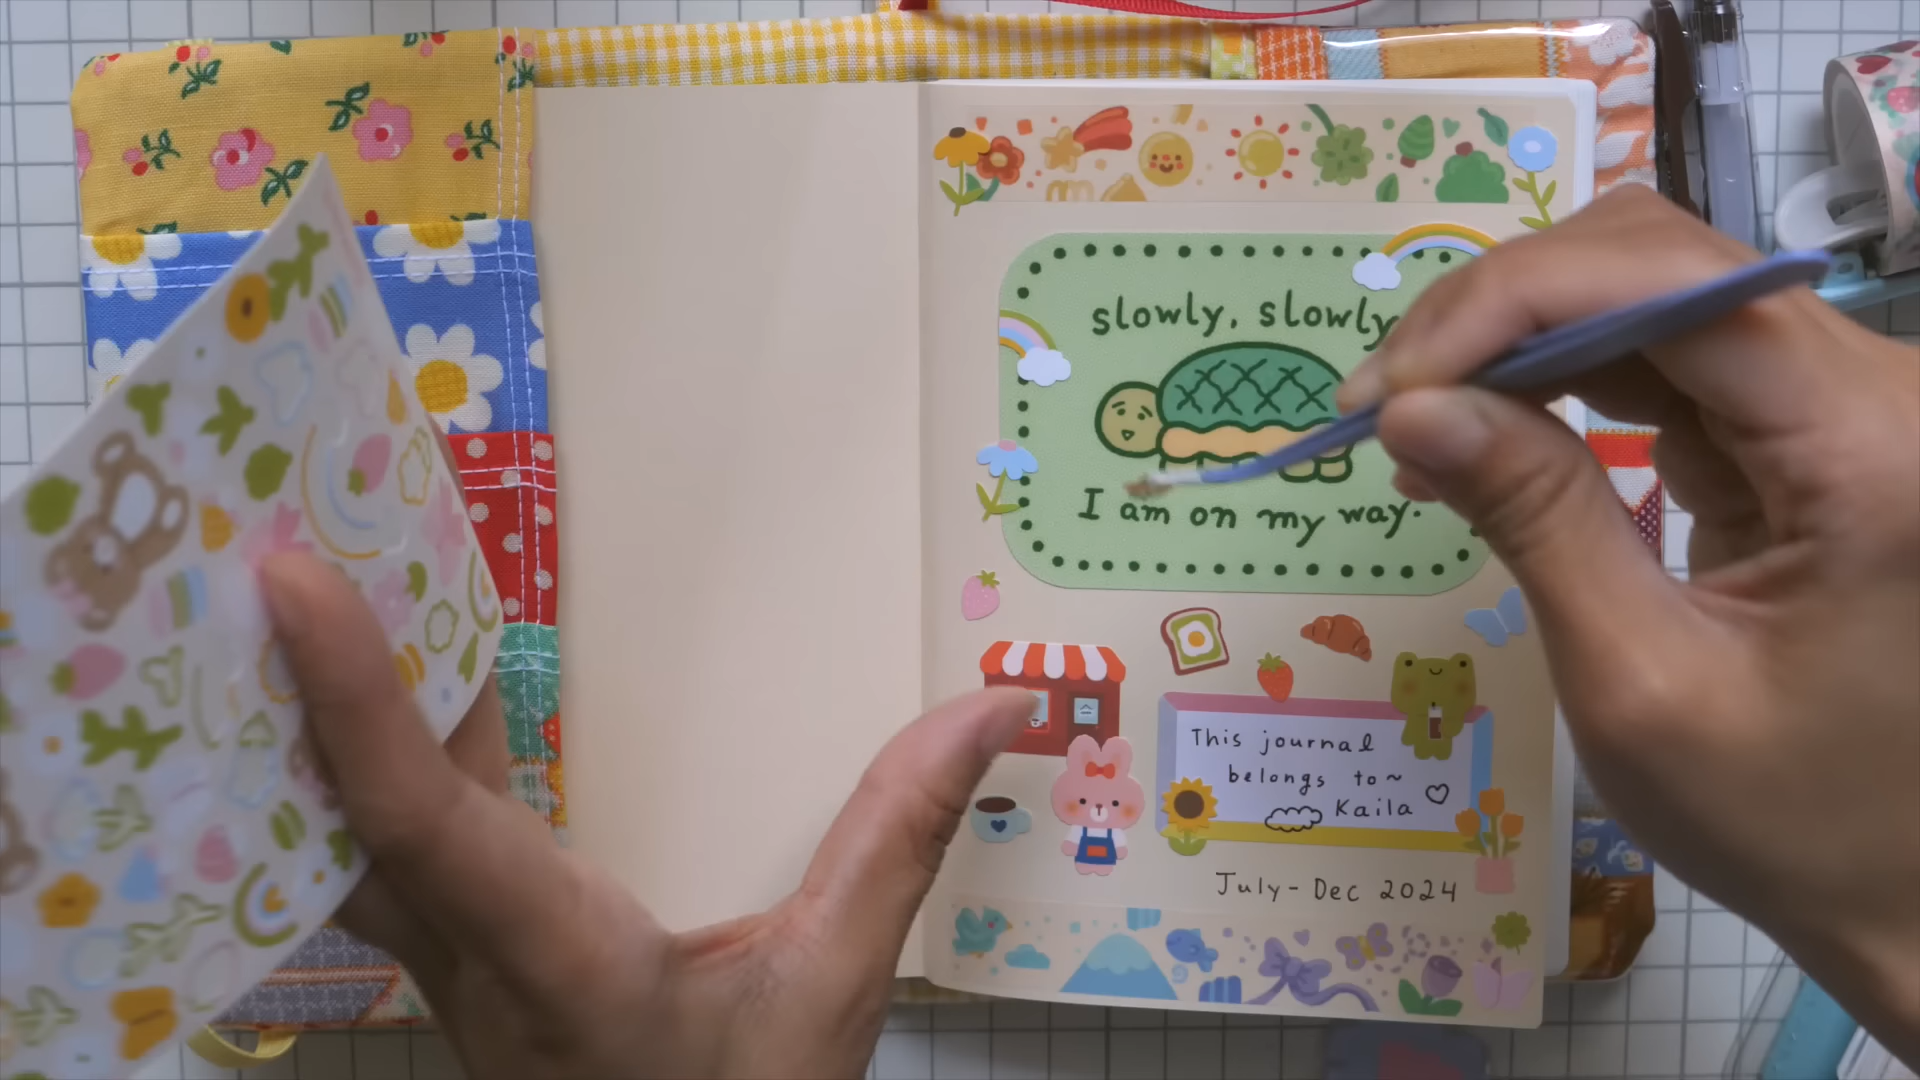 slowly, slowly
I am on my way.
This journal
belongs to~
Kaila
July - Dec 2024